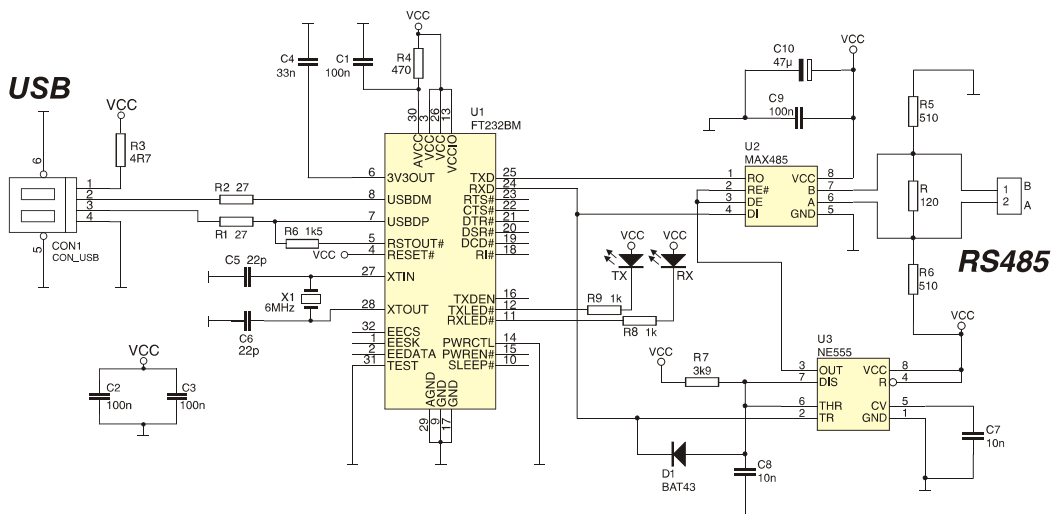 USB
VCC
R3
4R7
6
1
2
3
4
5
CON1
CON_USB
R2 27
R1 27
R6 1k5
VCC
C5 22p
X1
6MHz
C6
22p
VCC
C2
100n
C3
100n
C4
33n
C1
100n
VCC
R4
470
30
3
26
13
U1
FT232BM
AVCC
VCC
VCC
VCCIO
6 3V3OUT
8 USBDM
7 USBDP
5 RSTOUT#
4 RESET#
27 XTIN
28 XTOUT
32 EECS
1 EESK
2 EEDATA
31 TEST
TXD 25
RXD 24
RTS# 23
CTS# 22
DTR# 21
DSR# 20
DCD# 19
RI# 18
TXDEN 16
TXLED# 12
RXLED# 11
PWRCTL 14
PWREN# 15
SLEEP# 10
AGND
GND
GND
29
9
17
VCC
VCC
TX
RX
R9 1k
R8 1k
C10
47µ
VCC
C9
100n
U2
MAX485
1 RO
2 RE#
3 DE
4 DI
VCC 8
B 7
A 6
GND 5
R5
510
R
120
R6
510
1
2
B
A
RS485
VCC
VCC
R7
3k9
U3
NE555
3 OUT
7 DIS
6 THR
2 TR
VCC 8
R 4
CV 5
GND 1
C7
10n
D1
BAT43
C8
10n